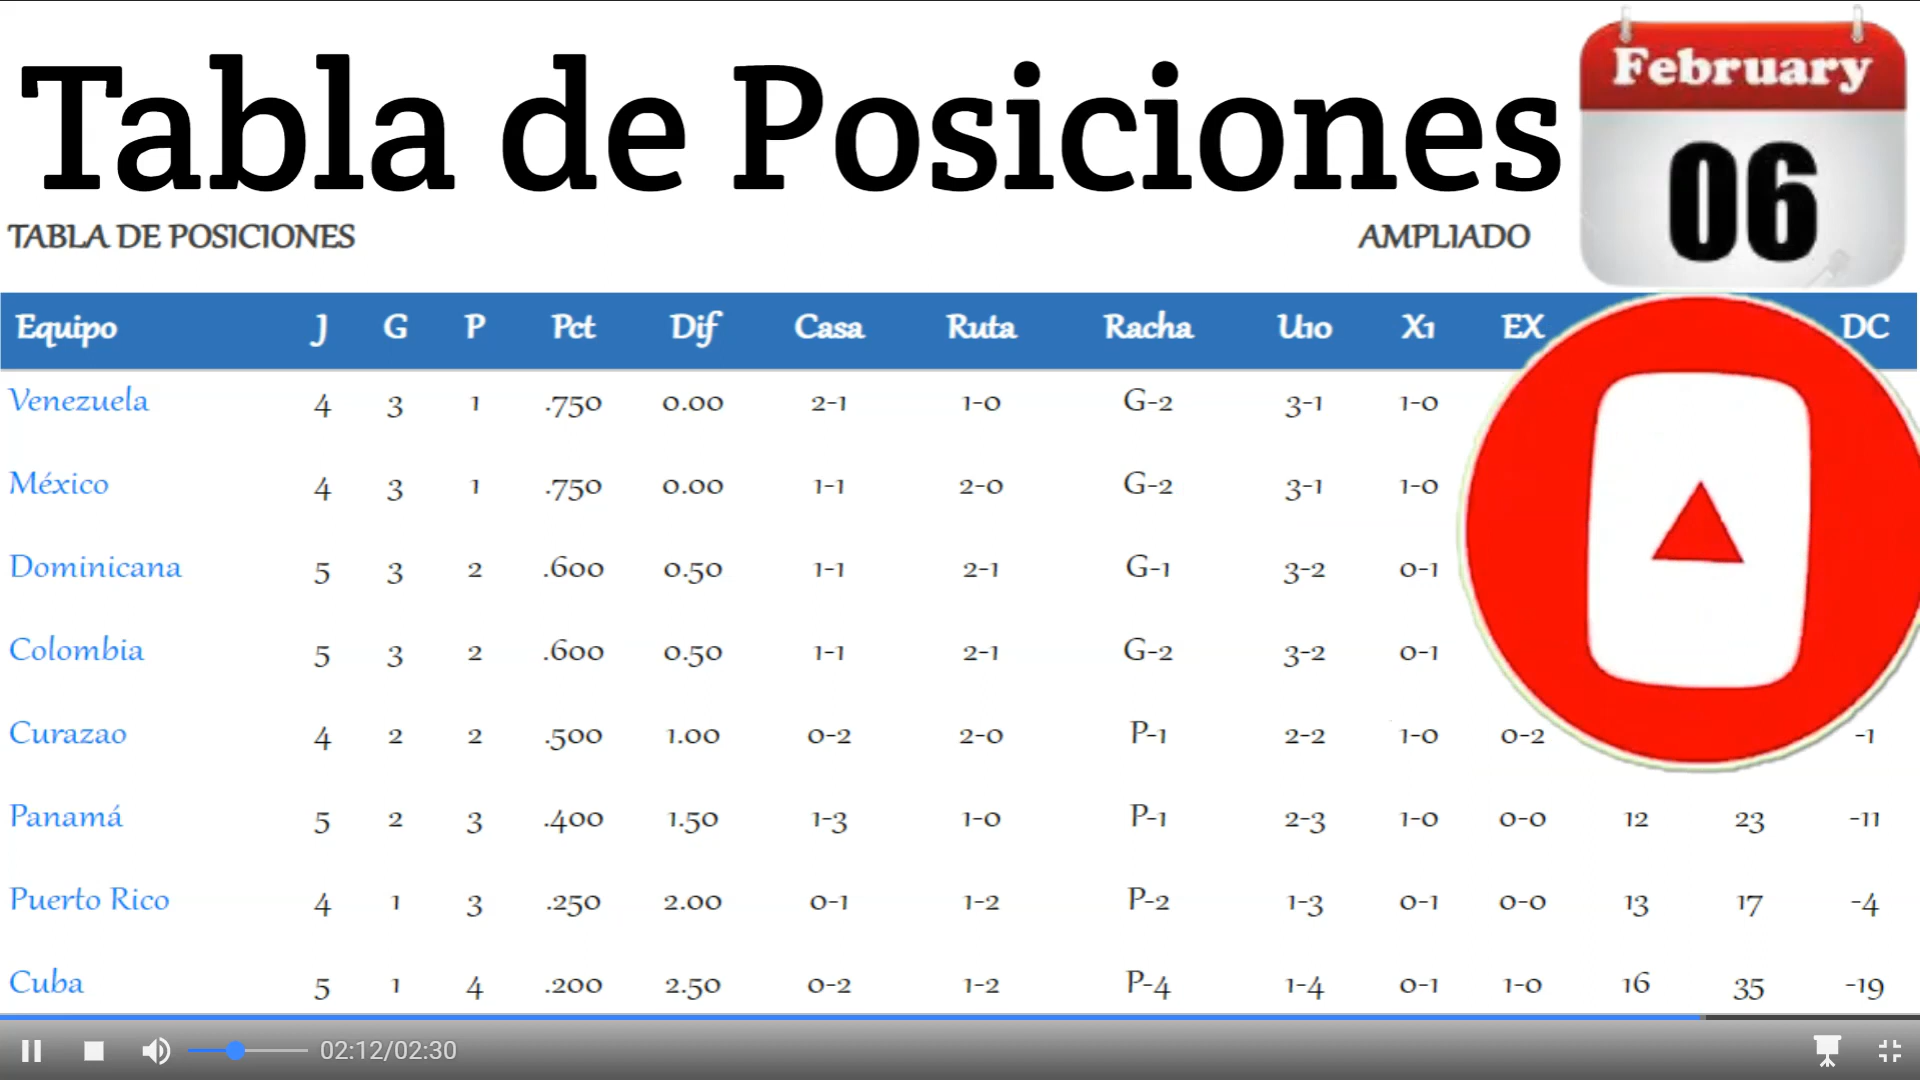 Tabla de Posiciones
February
06
TABLA DE POSICIONES AMPLIADO
Equipo J G P Pct Dif Casa Ruta Racha U10 X1 EX DC
Venezuela 4 3 1 .750 0.00 2-1 1-0 G-2 3-1 1-0
México 4 3 1 .750 0.00 1-1 2-0 G-2 3-1 1-0
Dominicana 5 3 2 .600 0.50 1-1 2-1 G-1 3-2 0-1
Colombia 5 3 2 .600 0.50 1-1 2-1 G-2 3-2 0-1
Curazao 4 2 2 .500 1.00 0-2 2-0 P-1 2-2 1-0 0-2 -1
Panamá 5 2 3 .400 1.50 1-3 1-0 P-1 2-3 1-0 0-0 12 23 -11
Puerto Rico 4 1 3 .250 2.00 0-1 1-2 P-2 1-3 0-1 0-0 13 17 -4
Cuba 5 1 4 .200 2.50 0-2 1-2 P-4 1-4 0-1 1-0 16 35 -19
02:12/02:30